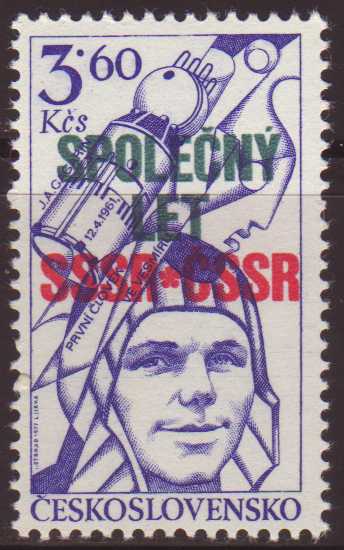 3·60
Kčs
SPOLEČNÝ
LET
SSSR*ČSSR
J.A. GAGARIN
12.4.1961,
PRVNÍ ČLOVĚK
VE VESMÍRU
ČESKOSLOVENSKO